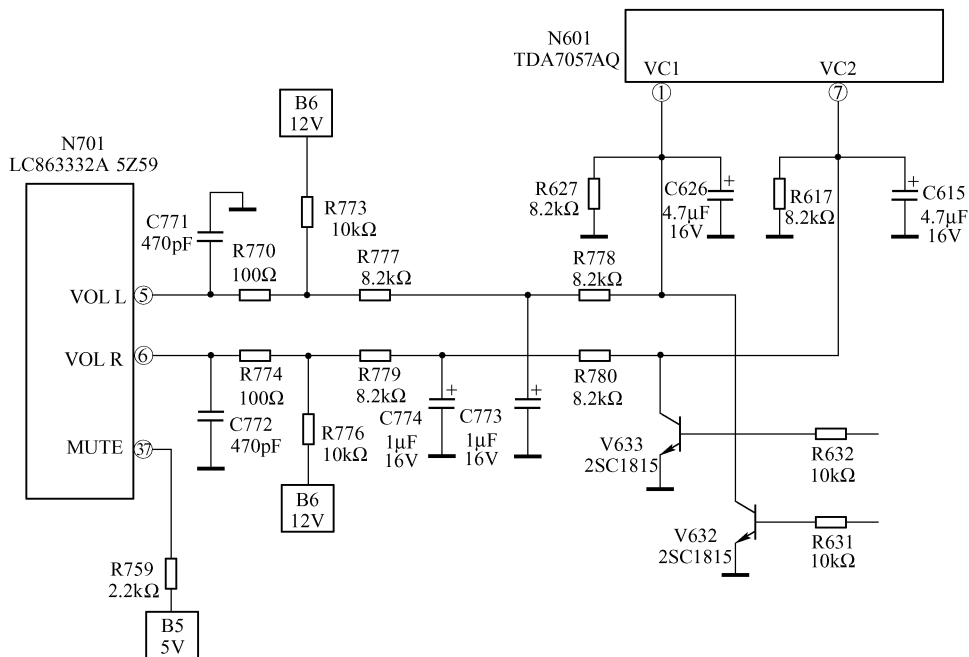 N601
TDA7057AQ
VC1
VC2
1
7
B6
12V
N701
LC863332A 5Z59
R627
8.2kΩ
C626
4.7μF
16V
R617
8.2kΩ
C615
4.7μF
16V
C771
470pF
R773
10kΩ
R770
100Ω
R777
8.2kΩ
R778
8.2kΩ
VOL L
5
VOL R
6
R774
100Ω
R779
8.2kΩ
R780
8.2kΩ
C772
470pF
R776
10kΩ
C774
1μF
16V
C773
1μF
16V
MUTE
37
V633
2SC1815
R632
10kΩ
B6
12V
V632
2SC1815
R631
10kΩ
R759
2.2kΩ
B5
5V